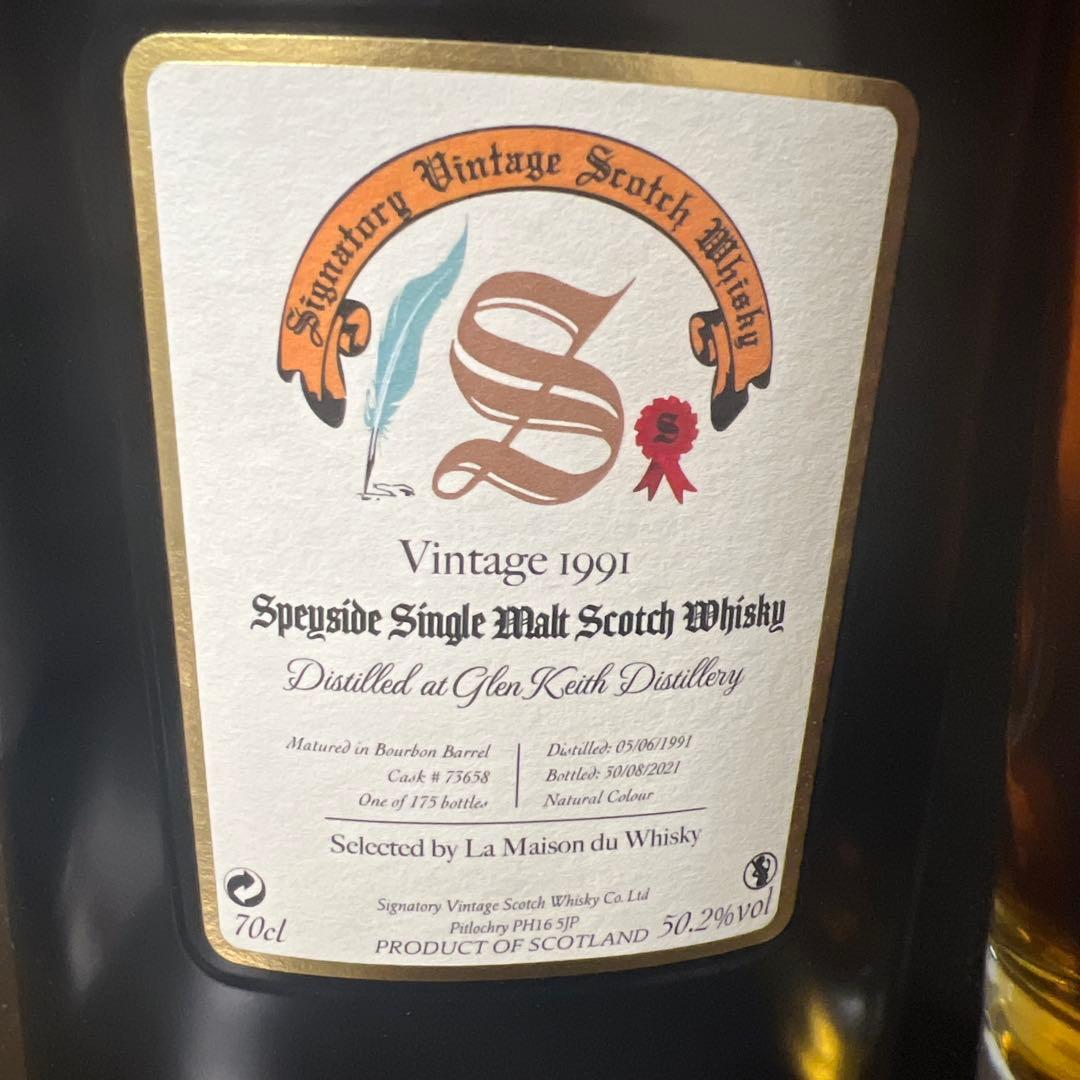 Signatory Vintage Scotch Whisky
S
S
Vintage 1991
Speyside Single Malt Scotch Whisky
Distilled at Glen Keith Distillery
Matured in Bourbon Barrel
Cask # 73658
One of 175 bottles
Distilled: 05/06/1991
Bottled: 30/08/2021
Natural Colour
Selected by La Maison du Whisky
Signatory Vintage Scotch Whisky Co. Ltd
Pitlochry PH16 5JP
70cl
PRODUCT OF SCOTLAND
50.2%vol